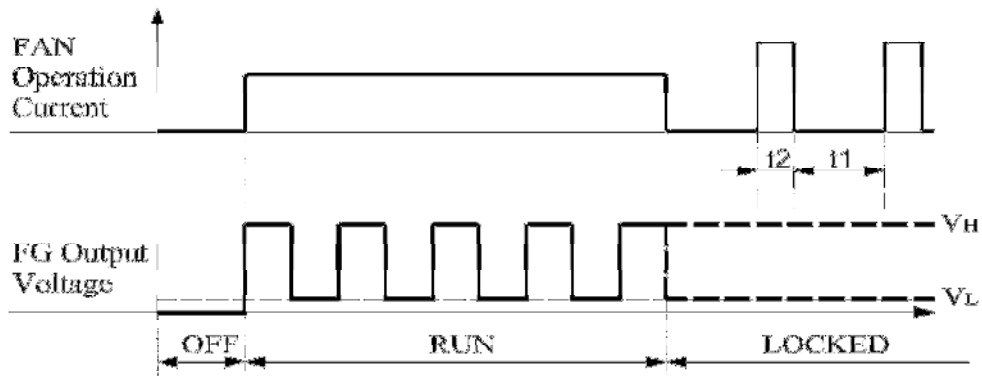 FAN
Operation
Current
t2
t1
FG Output
Voltage
VH
VL
OFF
RUN
LOCKED